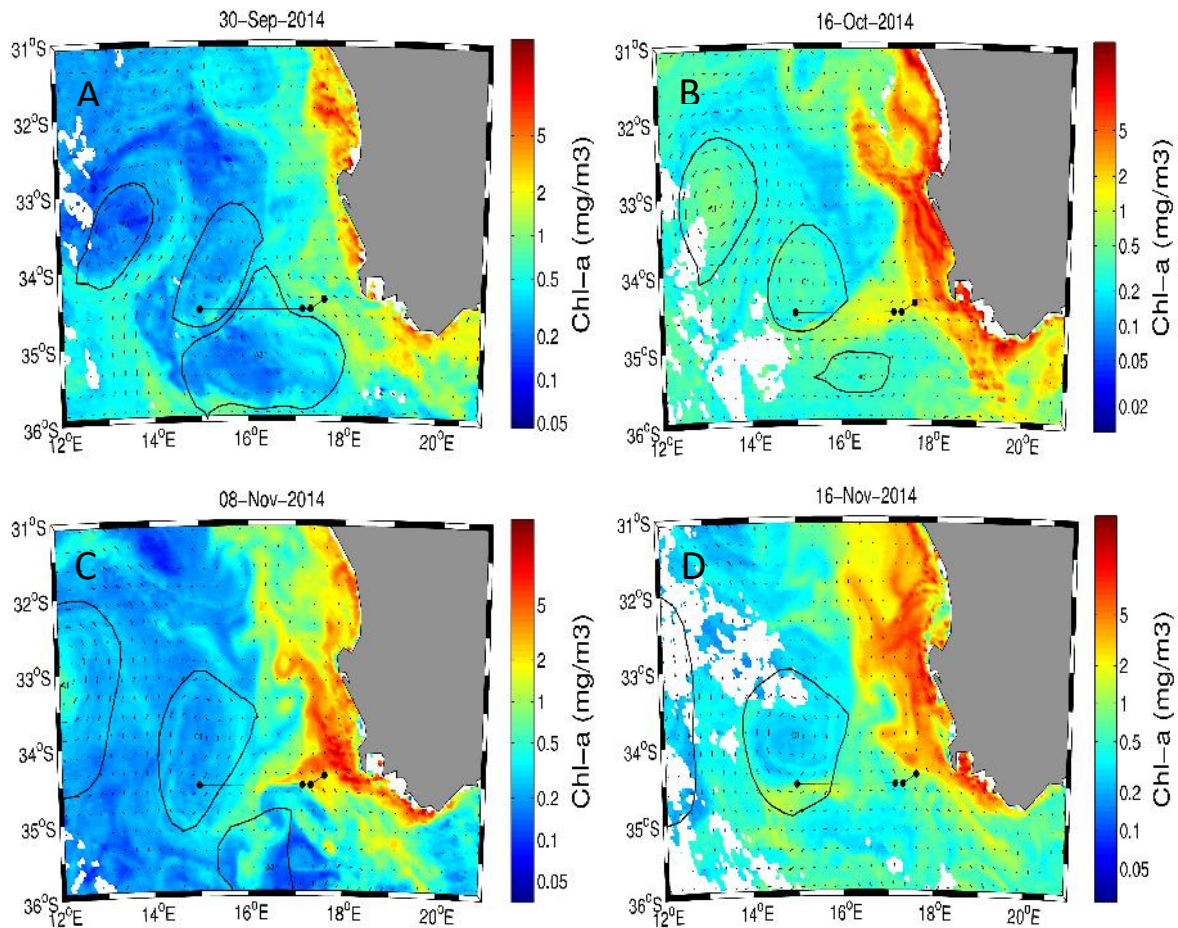 30-Sep-2014
A
31°S
32°S
33°S
34°S
35°S
36°S
12°E
14°E
16°E
18°E
20°E
5
2
1
0.5
0.2
0.1
0.05
Chl-a (mg/m3)
16-Oct-2014
B
31°S
32°S
33°S
34°S
35°S
36°S
12°E
14°E
16°E
18°E
20°E
5
2
1
0.5
0.2
0.1
0.05
0.02
Chl-a (mg/m3)
08-Nov-2014
C
31°S
32°S
33°S
34°S
35°S
36°S
12°E
14°E
16°E
18°E
20°E
5
2
1
0.5
0.2
0.1
0.05
Chl-a (mg/m3)
16-Nov-2014
D
31°S
32°S
33°S
34°S
35°S
36°S
12°E
14°E
16°E
18°E
20°E
5
2
1
0.5
0.2
0.1
0.05
Chl-a (mg/m3)